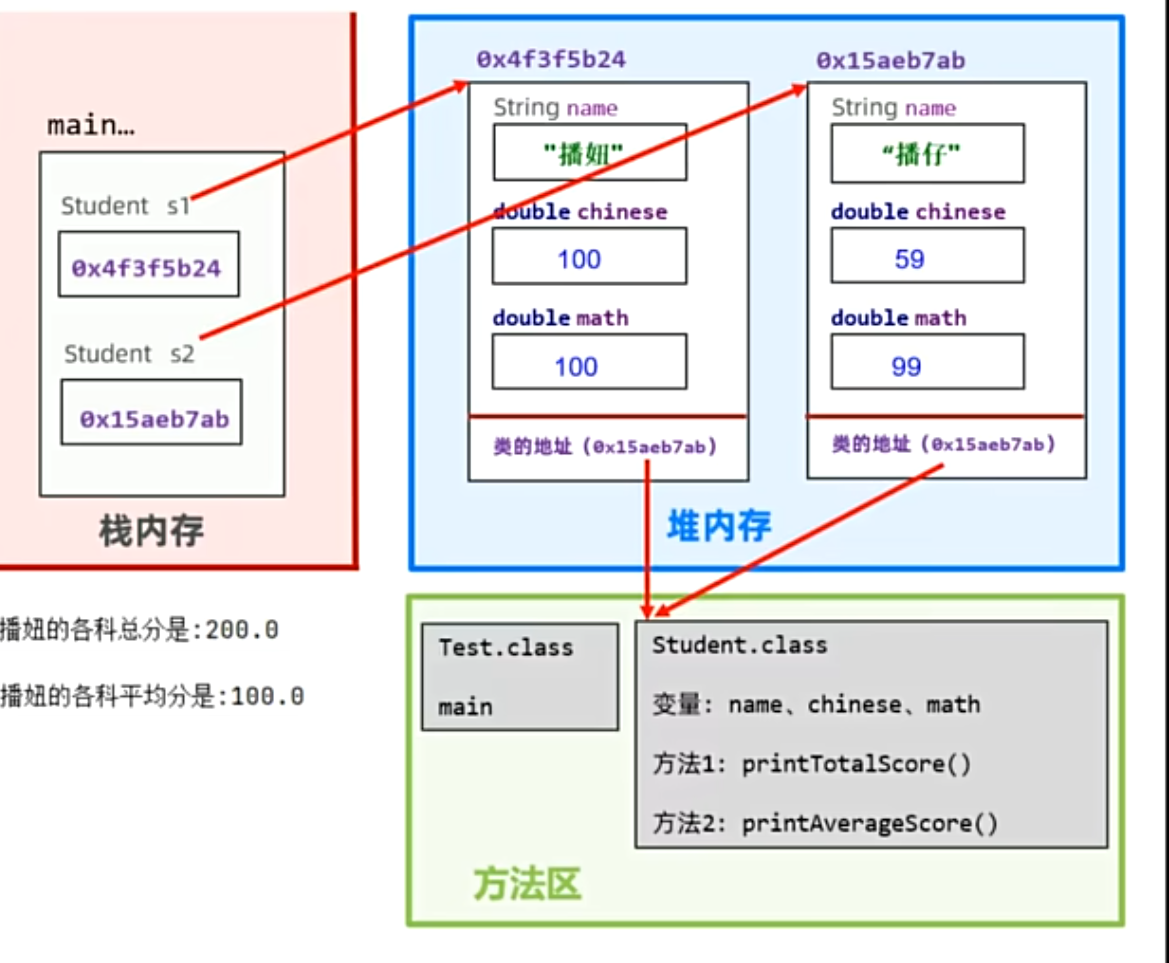 main…
Student s1
0x4f3f5b24
Student s2
0x15aeb7ab
栈内存
0x4f3f5b24
String name
"播妞"
double chinese
100
double math
100
类的地址（0x15aeb7ab）
0x15aeb7ab
String name
“播仔"
double chinese
59
double math
99
类的地址（0x15aeb7ab）
堆内存
播妞的各科总分是:200.0
播妞的各科平均分是:100.0
Test.class
main
Student.class
变量: name、chinese、math
方法1: printTotalScore()
方法2: printAverageScore()
方法区